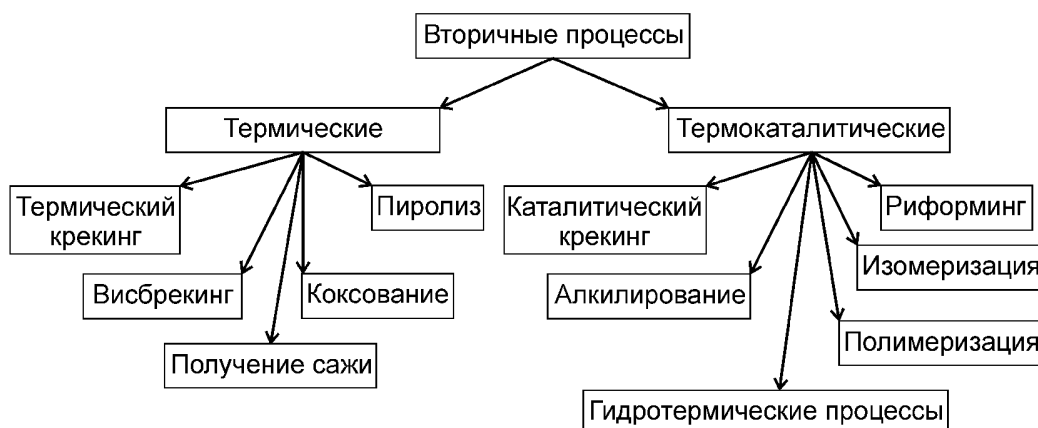 Вторичные процессы
Термические
Термокаталитические
Термический
крекинг
Пиролиз
Висбрекинг
Коксование
Получение сажи
Каталитический
крекинг
Риформинг
Изомеризация
Алкилирование
Полимеризация
Гидротермические процессы